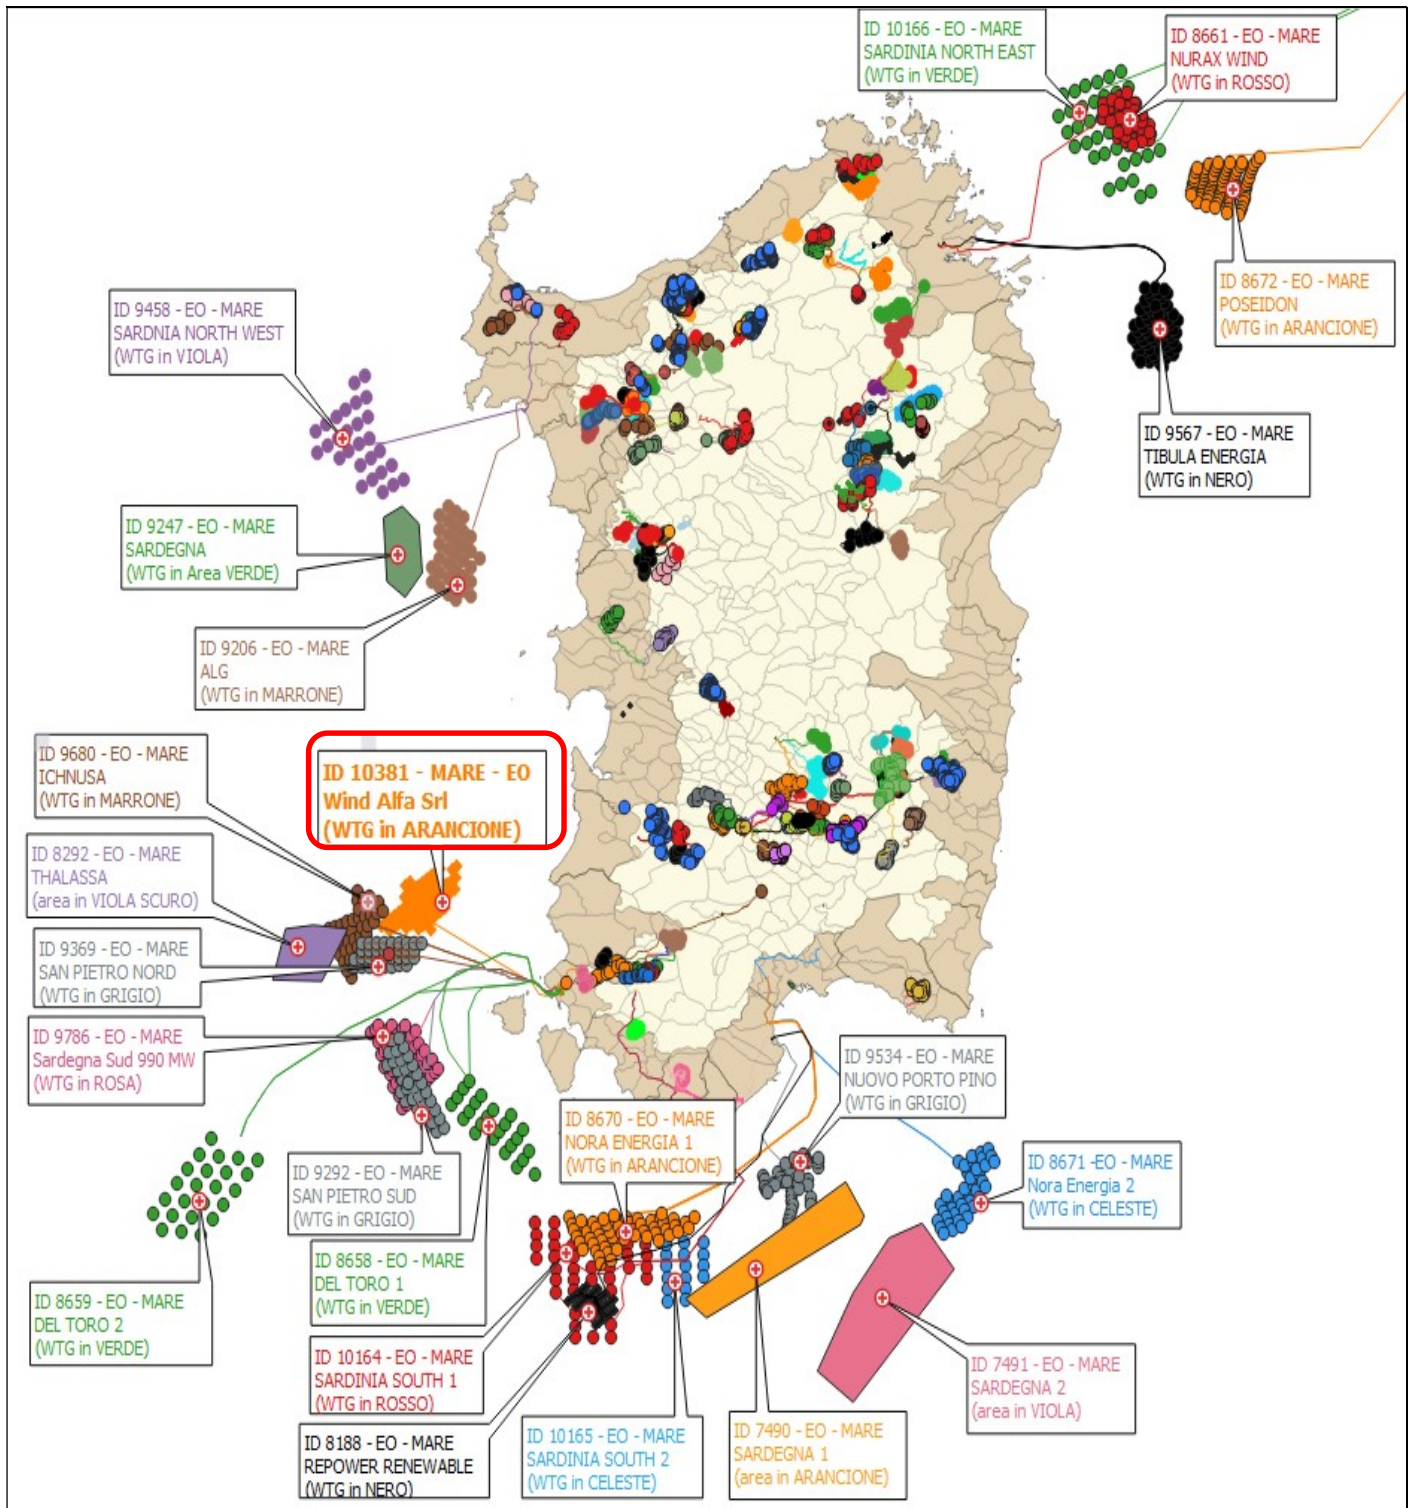 ID 10166 - EO - MARE
SARDINIA NORTH EAST
(WTG in VERDE)
ID 8661 - EO - MARE
NURAX WIND
(WTG in ROSSO)
ID 8672 - EO - MARE
POSEIDON
(WTG in ARANCIONE)
ID 9458 - EO - MARE
SARDNIA NORTH WEST
(WTG in VIOLA)
ID 9567 - EO - MARE
TIBULA ENERGIA
(WTG in NERO)
ID 9247 - EO - MARE
SARDEGNA
(WTG in Area VERDE)
ID 9206 - EO - MARE
ALG
(WTG in MARRONE)
ID 9680 - EO - MARE
ICHNUSA
(WTG in MARRONE)
ID 10381 - MARE - EO
Wind Alfa Srl
(WTG in ARANCIONE)
ID 8292 - EO - MARE
THALASSA
(area in VIOLA SCURO)
ID 9369 - EO - MARE
SAN PIETRO NORD
(WTG in GRIGIO)
ID 9786 - EO - MARE
Sardegna Sud 990 MW
(WTG in ROSA)
ID 9534 - EO - MARE
NUOVO PORTO PINO
(WTG in GRIGIO)
ID 8670 - EO - MARE
NORA ENERGIA 1
(WTG in ARANCIONE)
ID 9292 - EO - MARE
SAN PIETRO SUD
(WTG in GRIGIO)
ID 8671 -EO - MARE
Nora Energia 2
(WTG in CELESTE)
ID 8658 - EO - MARE
DEL TORO 1
(WTG in VERDE)
ID 8659 - EO - MARE
DEL TORO 2
(WTG in VERDE)
ID 10164 - EO - MARE
SARDINIA SOUTH 1
(WTG in ROSSO)
ID 7491 - EO - MARE
SARDEGNA 2
(area in VIOLA)
ID 8188 - EO - MARE
REPOWER RENEWABLE
(WTG in NERO)
ID 10165 - EO - MARE
SARDINIA SOUTH 2
(WTG in CELESTE)
ID 7490 - EO - MARE
SARDEGNA 1
(area in ARANCIONE)